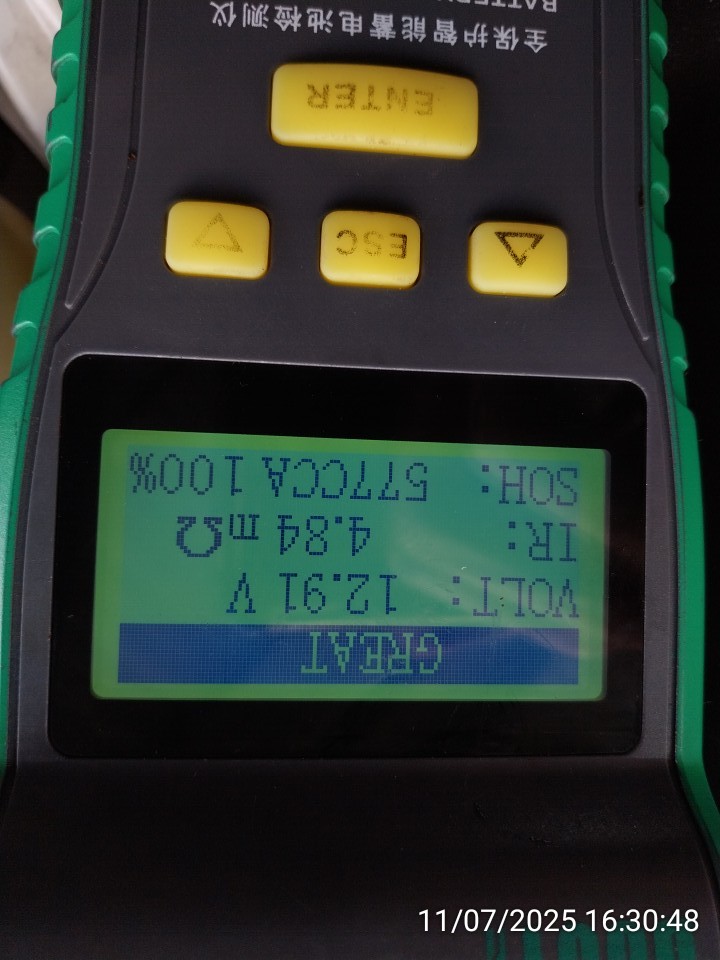 GREAT
VOLT: 12.91 V
IR: 4.84 mΩ
SOH: 577CCA 100%
ESC
ENTER
全保护智能蓄电池检测仪
BATTERY
11/07/2025 16:30:48